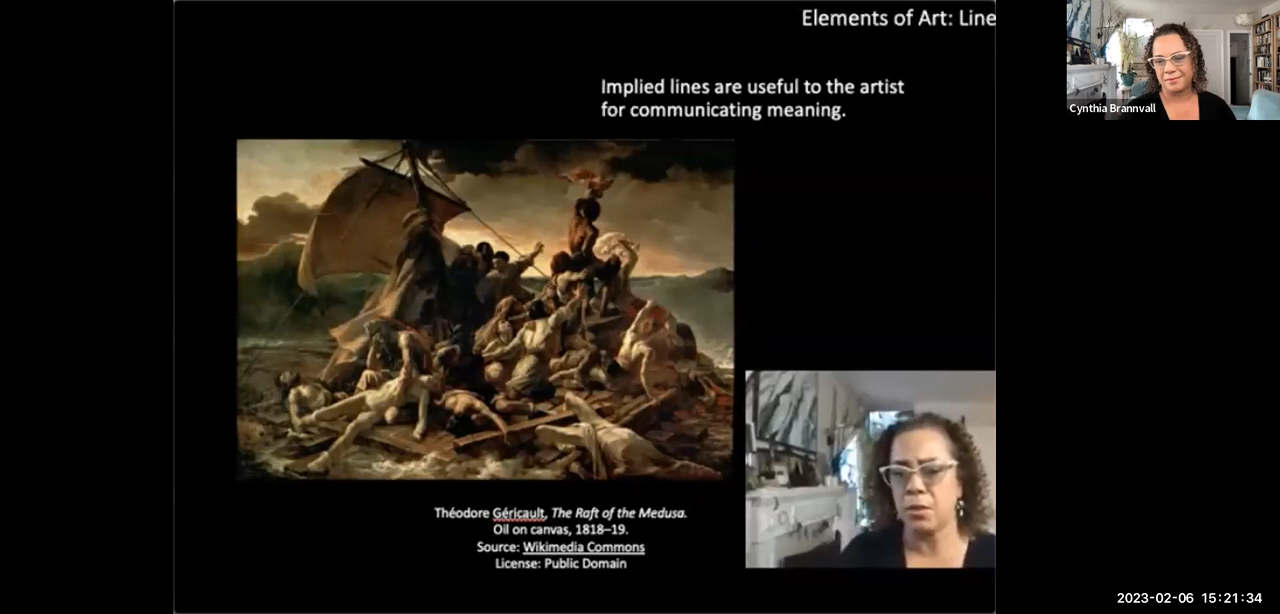 Elements of Art: Line
Implied lines are useful to the artist
for communicating meaning.
Cynthia Brannvall
Théodore Géricault, The Raft of the Medusa.
Oil on canvas, 1818–19.
Source: Wikimedia Commons
License: Public Domain
2023-02-06 15:21:34